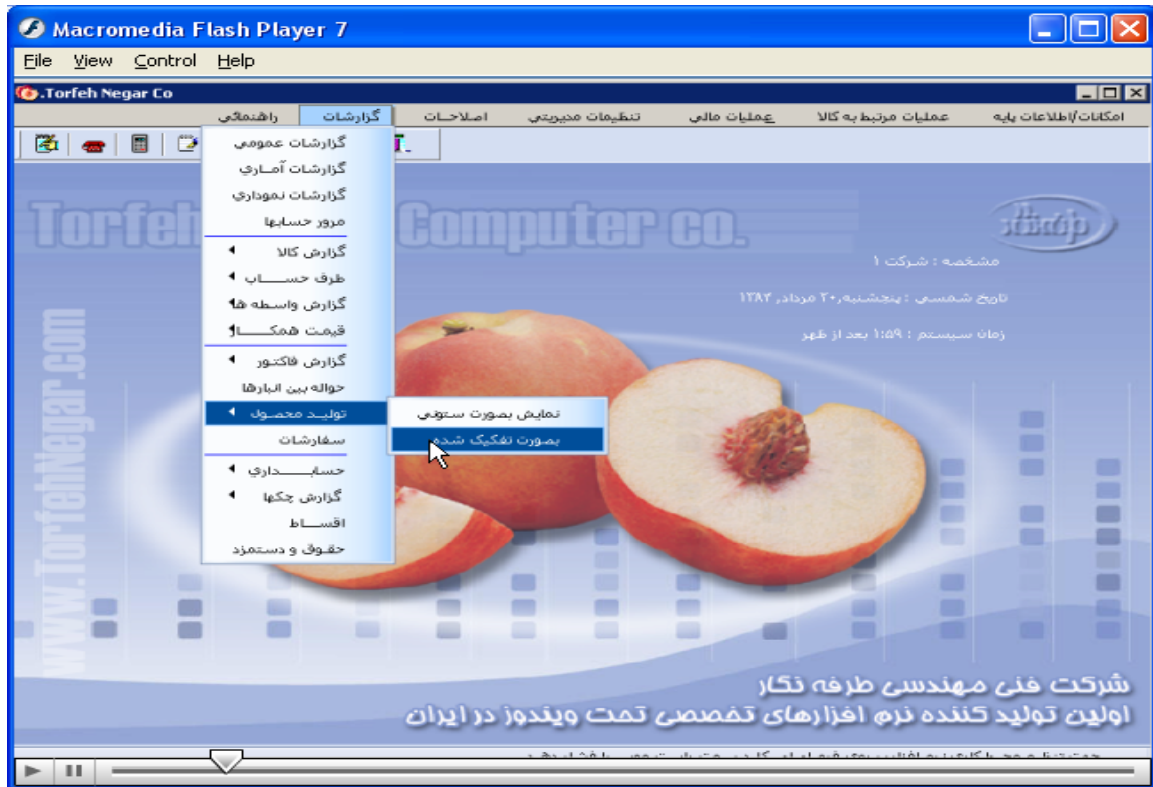 Macromedia Flash Player 7
File View Control Help
.Torfeh Negar Co
امکانات/اطلاعات پایه عملیات مرتبط به کالا عملیات مالی تنظیمات مدیریتی اصلاحات گزارشات راهنمائی
گزارشات عمومی
گزارشات آماری
گزارشات نموداری
مرور حسابها
گزارش کالا
طرف حساب
گزارش واسطه ها
قیمت همکار
گزارش فاکتور
حواله بین انبارها
تولید محصول
سفارشات
حسابداری
گزارش چکها
اقساط
حقوق و دستمزد
نمایش بصورت ستونی
بصورت تفکیک شده
Torfeh Computer co.
طرفه نگار
مشخصه : شرکت ۱
تاریخ شمسی : پنجشنبه, ۲۰ مرداد, ۱۳۸۴
زمان سیستم : ۱:۵۹ بعد از ظهر
www.TorfehNegar.com
شرکت فنی مهندسی طرفه نگار
اولین تولید کننده نرم افزارهای تخصصی تحت ویندوز در ایران